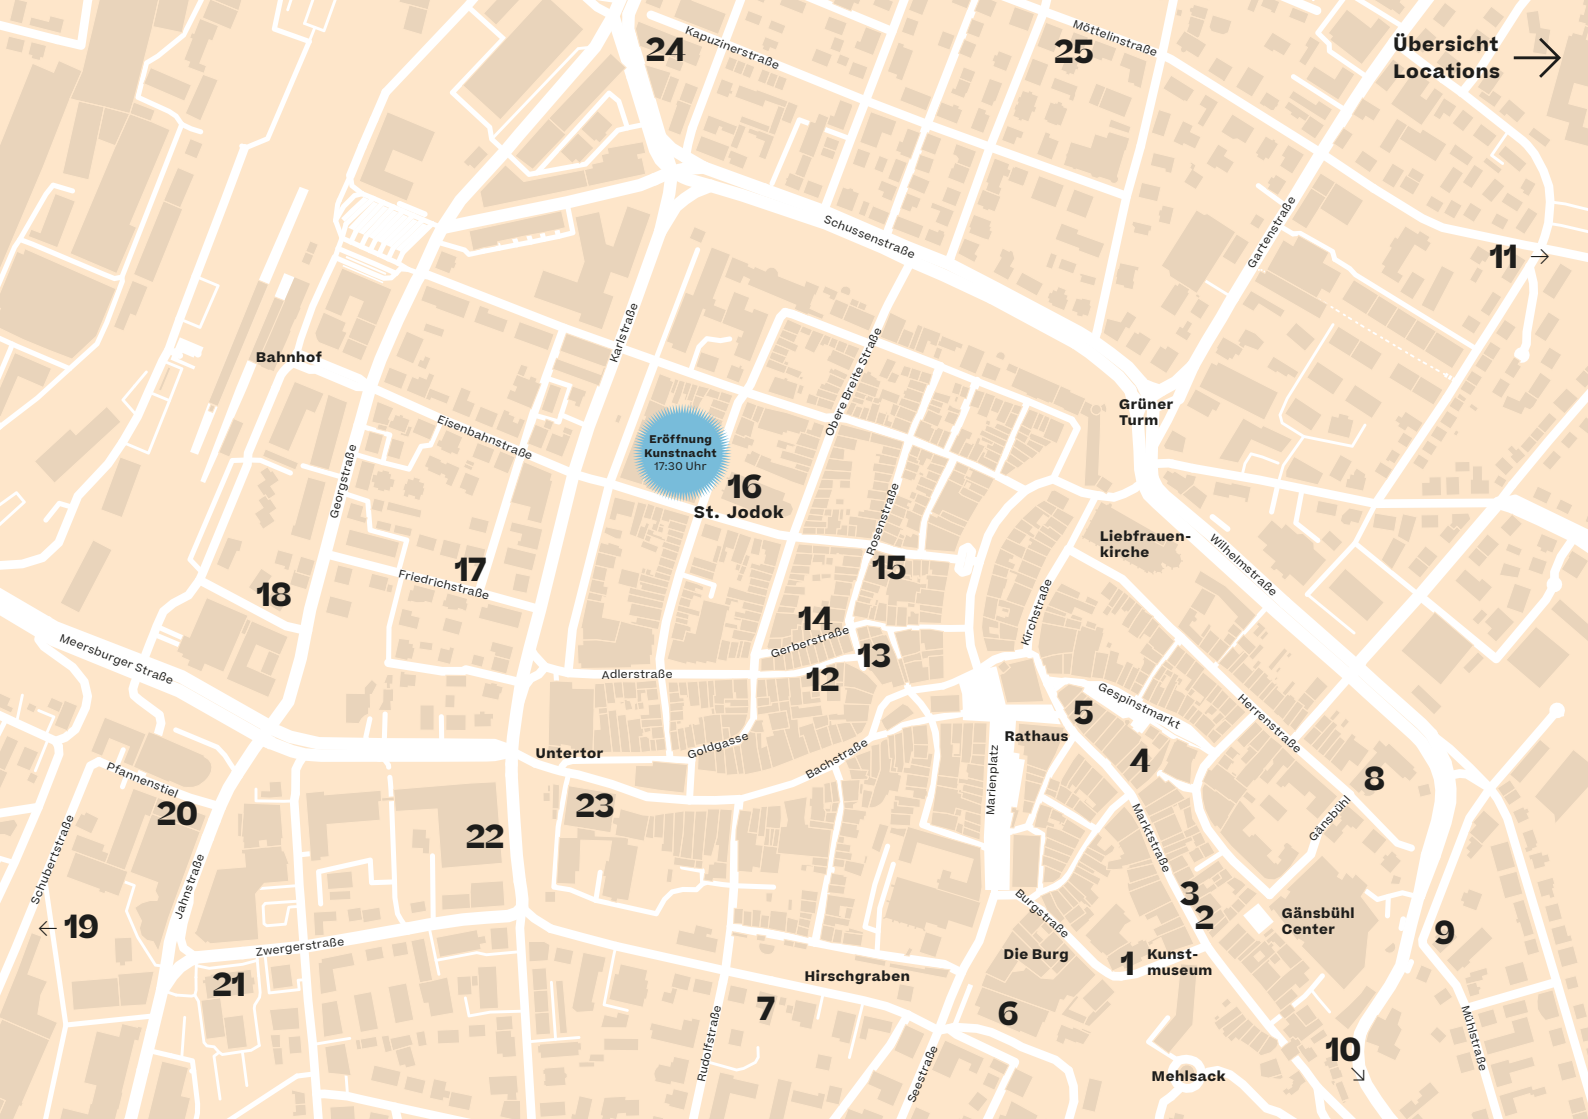 24
Kapuzinerstraße
25
Möttelinstraße
Übersicht
Locations
Schussenstraße
Gartenstraße
11
Karlstraße
Bahnhof
Obere Breite Straße
Grüner
Turm
Eisenbahnstraße
Eröffnung
Kunstnacht
17:30 Uhr
Georgstraße
16
St. Jodok
Rosenstraße
Liebfrauen-
kirche
Wilhelmstraße
17
Friedrichstraße
15
18
Kirchstraße
14
Gerberstraße
13
Meersburger Straße
Adlerstraße
12
Gespinstmarkt
5
Herrenstraße
Rathaus
Untertor
Goldgasse
Bachstraße
4
Marienplatz
8
Pfannenstiel
20
23
Gänsbühl
22
Marktstraße
Schubertstraße
Jahnstraße
3
2
Burgstraße
Gänsbühl
Center
19
9
Zwergerstraße
Die Burg
1
Kunst-
museum
Hirschgraben
21
7
6
Rudolfstraße
Seestraße
10
Mühlstraße
Mehlsack